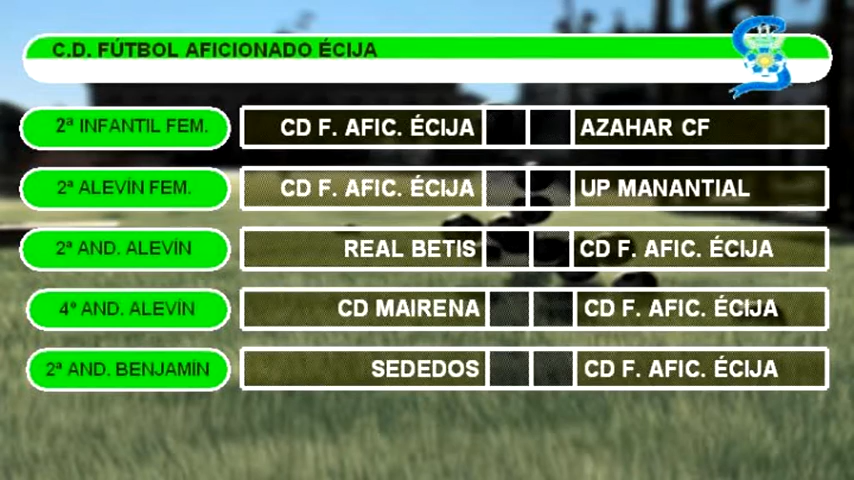 C.D. FÚTBOL AFICIONADO ÉCIJA
2ª INFANTIL FEM. CD F. AFIC. ÉCIJA AZAHAR CF
2ª ALEVÍN FEM. CD F. AFIC. ÉCIJA UP MANANTIAL
2ª AND. ALEVÍN REAL BETIS CD F. AFIC. ÉCIJA
4ª AND. ALEVÍN CD MAIRENA CD F. AFIC. ÉCIJA
2ª AND. BENJAMÍN SEDEDOS CD F. AFIC. ÉCIJA